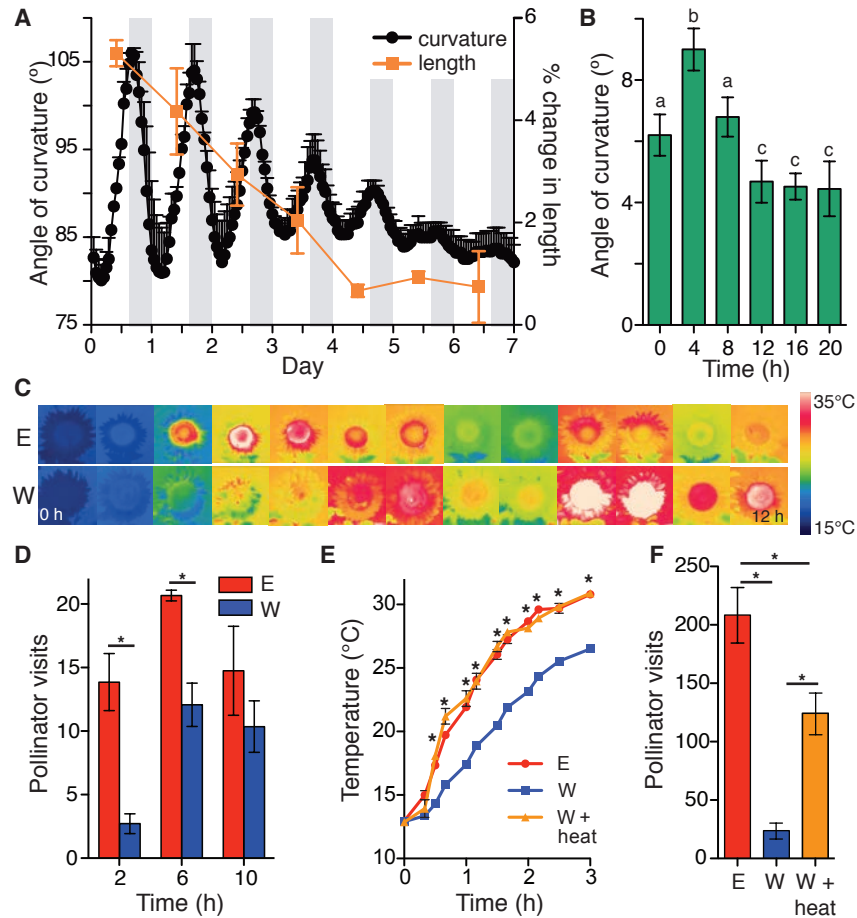 A
Angle of curvature (º)
105
95
85
75
curvature
length
6
4
2
0
% change in length
0 1 2 3 4 5 6 7
Day
B
Angle of curvature (º)
8
4
0
a
b
a
c
c
c
0 4 8 12 16 20
Time (h)
C
E
W
0 h
12 h
35°C
15°C
D
Pollinator visits
20
15
10
5
0
*
*
E
W
2 6 10
Time (h)
E
Temperature (°C)
30
20
10
* * * * * * * * * *
E
W
W +
heat
0 1 2 3
Time (h)
F
Pollinator visits
250
200
150
100
50
0
*
*
*
E W W +
heat